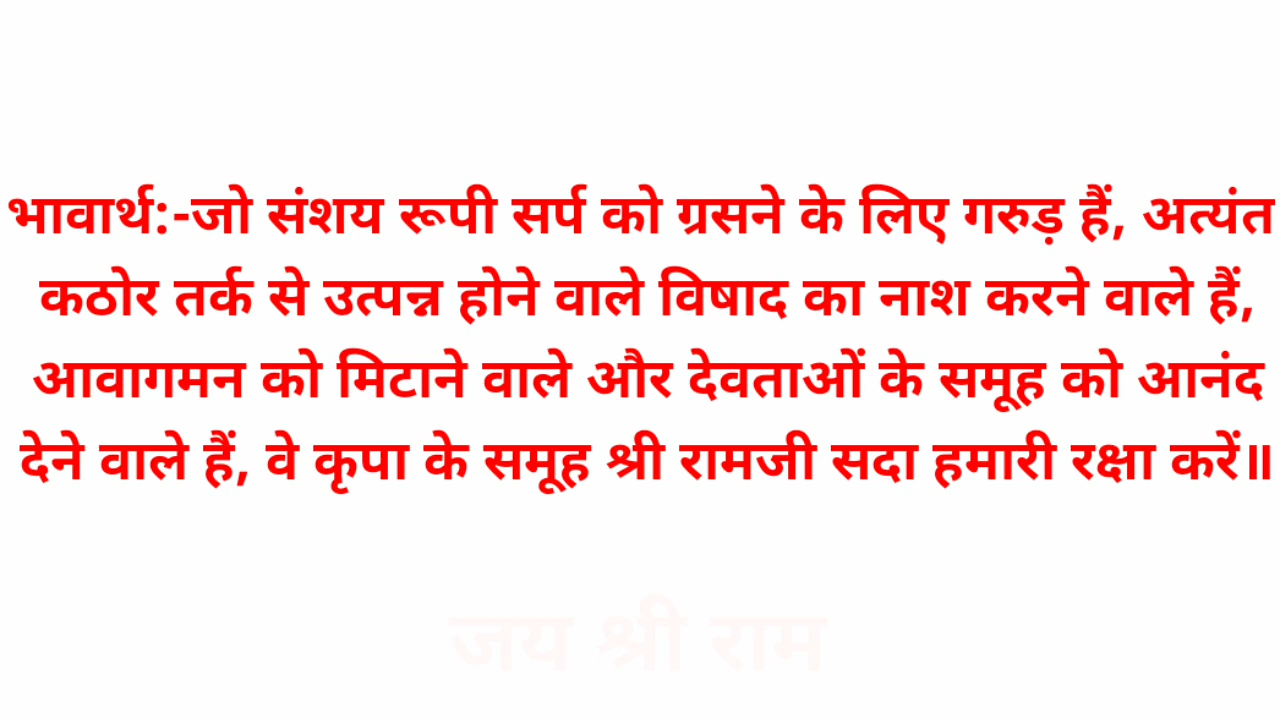 भावार्थ:-जो संशय रूपी सर्प को ग्रसने के लिए गरुड़ हैं, अत्यंत
कठोर तर्क से उत्पन्न होने वाले विषाद का नाश करने वाले हैं,
आवागमन को मिटाने वाले और देवताओं के समूह को आनंद
देने वाले हैं, वे कृपा के समूह श्री रामजी सदा हमारी रक्षा करें॥
जय श्री राम